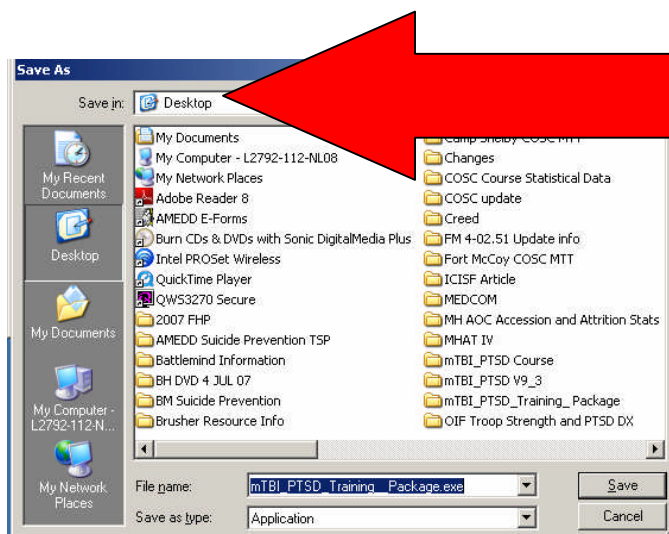 Save As
Save in:
Desktop
My Recent
Documents
Desktop
My Documents
My Computer -
L2792-112-N...
My Network
Places
My Documents
My Computer - L2792-112-NL08
My Network Places
Adobe Reader 8
AMEDD E-Forms
Burn CDs & DVDs with Sonic DigitalMedia Plus
Intel PROSet Wireless
QuickTime Player
QWS3270 Secure
2007 FHP
AMEDD Suicide Prevention TSP
Battlemind Information
BH DVD 4 JUL 07
BM Suicide Prevention
Brusher Resource Info
Camp Shelby COSC MTT
Changes
COSC Course Statistical Data
COSC update
Creed
FM 4-02.51 Update info
Fort McCoy COSC MTT
ICISF Article
MEDCOM
MH AOC Accession and Attrition Stats
MHAT IV
mTBI_PTSD Course
mTBI_PTSD V9_3
mTBI_PTSD_Training_ Package
OIF Troop Strength and PTSD DX
File name:
mTBI_PTSD_Training__Package.exe
Save
Save as type:
Application
Cancel